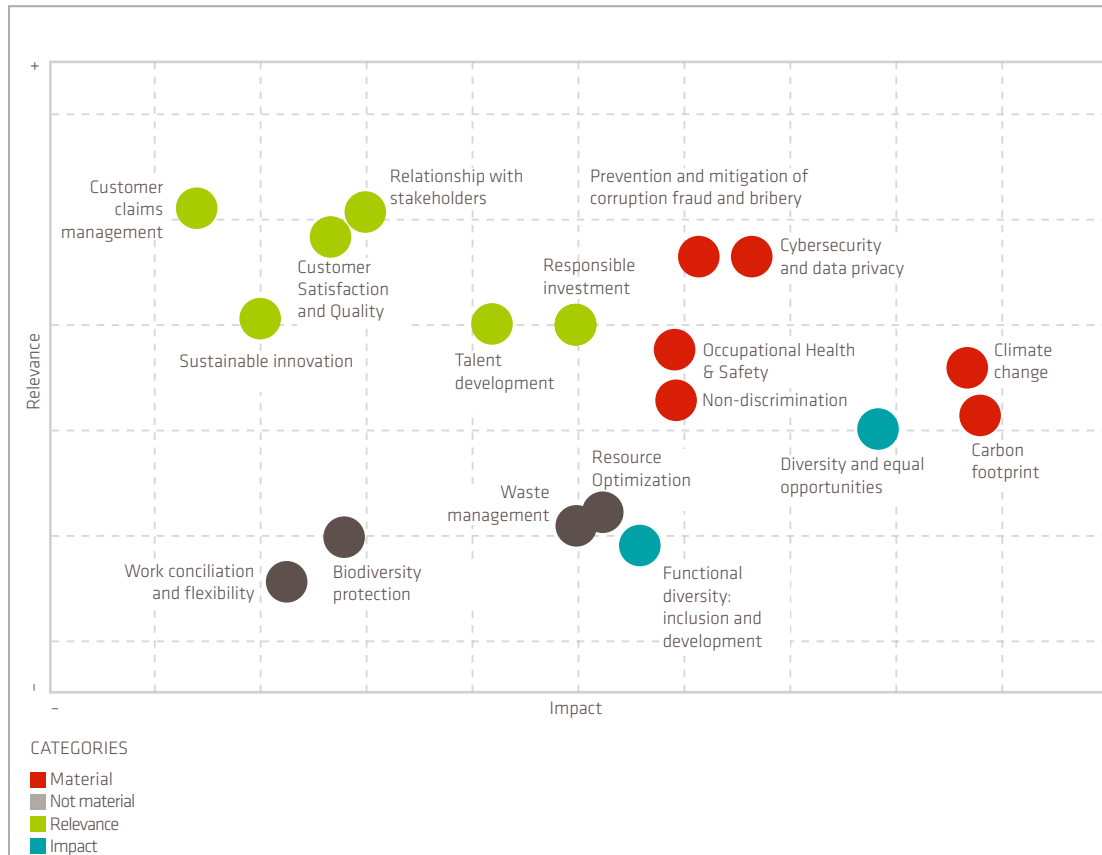 +
Relationship with
stakeholders
Prevention and mitigation of
corruption fraud and bribery
Customer
claims
management
Cybersecurity
and data privacy
Customer
Satisfaction
and Quality
Responsible
investment
Sustainable innovation
Talent
development
Occupational Health
& Safety
Climate
change
Non-discrimination
Relevance
Carbon
footprint
Diversity and equal
opportunities
Resource
Optimization
Waste
management
Work conciliation
and flexibility
Biodiversity
protection
Functional
diversity:
inclusion and
development
-
–
Impact
CATEGORIES
Material
Not material
Relevance
Impact